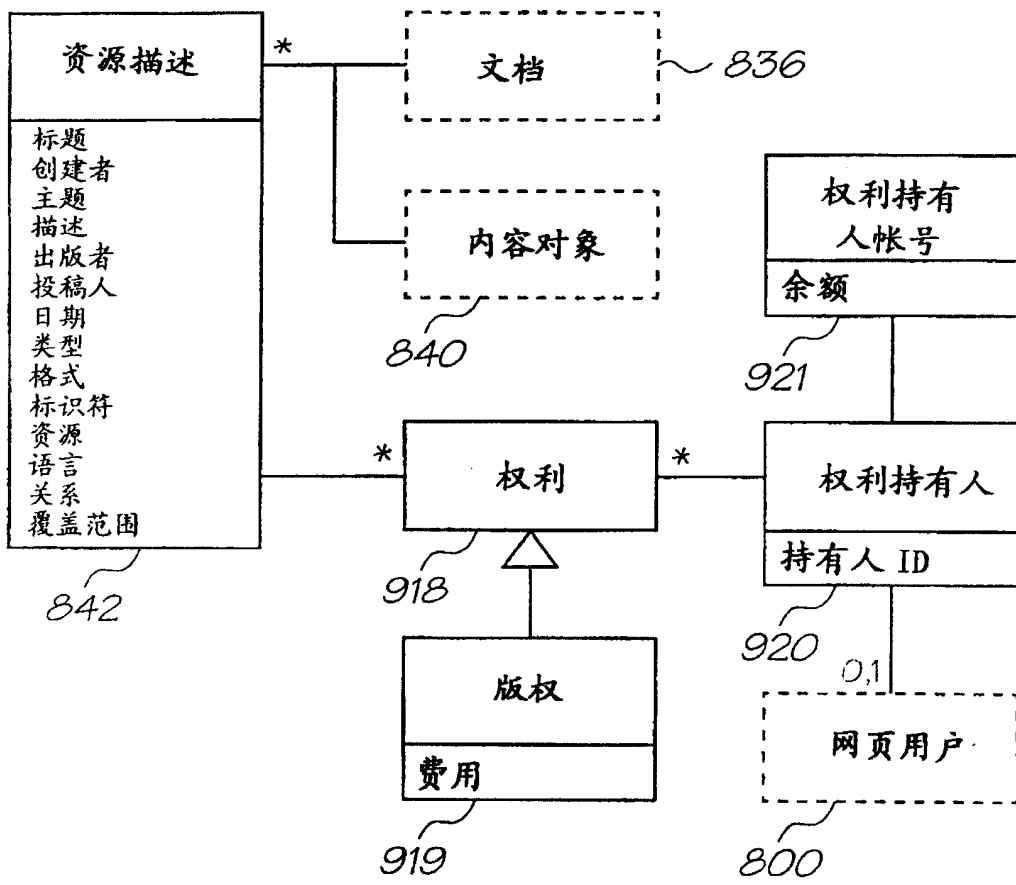 资源描述
*
标题
创建者
主题
描述
出版者
投稿人
日期
类型
格式
标识符
资源
语言
关系
覆盖范围
842
文档
836
内容对象
840
权利持有
人帐号
余额
921
*
权利
918
*
权利持有人
持有人 ID
920
版权
费用
919
0,1
网页用户
800